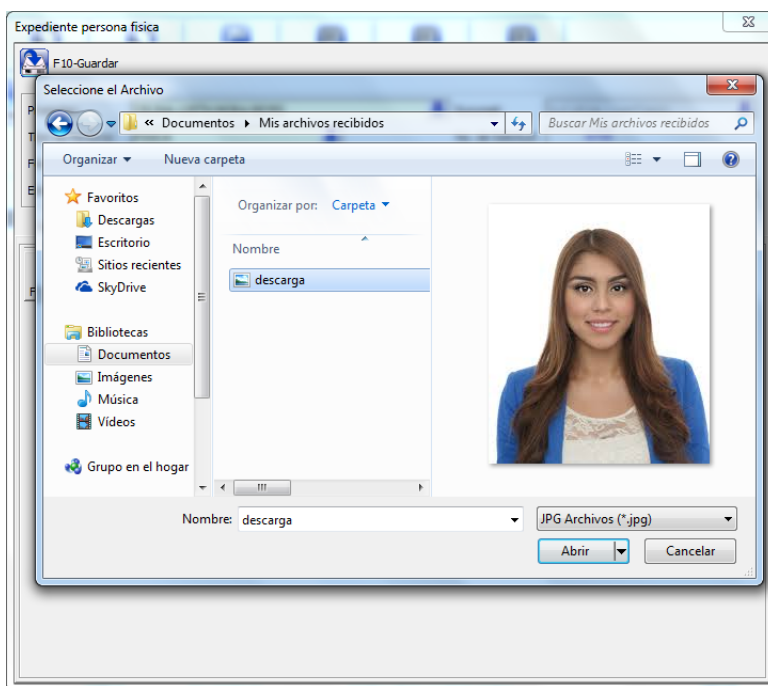 Expediente persona fisica
F10-Guardar
Seleccione el Archivo
« Documentos Mis archivos recibidos
Buscar Mis archivos recibidos
Organizar Nueva carpeta
Favoritos
Descargas
Escritorio
Sitios recientes
SkyDrive
Bibliotecas
Documentos
Imágenes
Música
Vídeos
Grupo en el hogar
Organizar por: Carpeta
Nombre
descarga
Nombre: descarga
JPG Archivos (*.jpg)
Abrir Cancelar